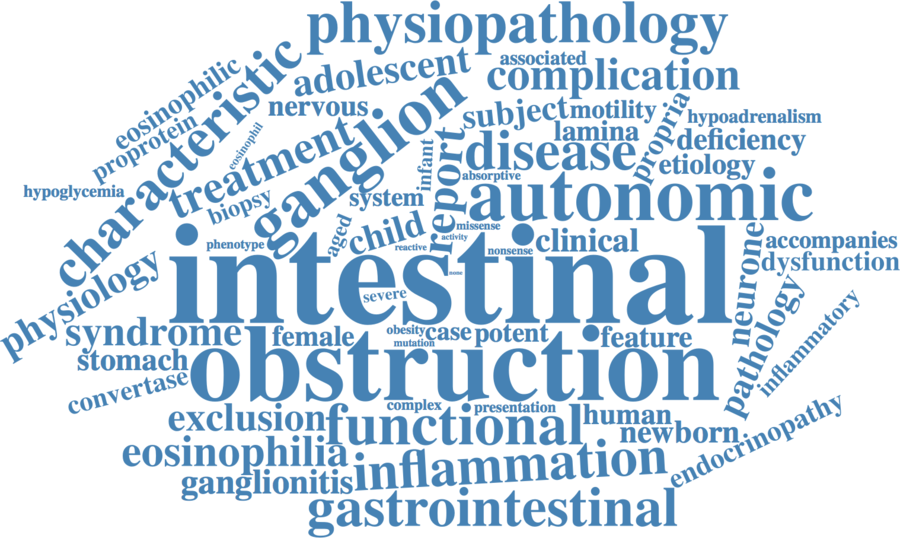 physiopathology
associated
adolescent
complication
eosinophilic
characteristic
nervous
subject
motility
propria
hypoadrenalism
proprotein
eosinophil
treatment
ganglion
lamina
deficiency
disease
etiology
hypoglycemia
biopsy
system
infant
report
absorptive
autonomic
aged
child
missense
phenotype
reactive
activity
nonsense
clinical
neurone
accompanies
dysfunction
physiology
intestinal
severe
syndrome
female
obesity
case
potent
feature
mutation
pathology
inflammatory
stomach
obstruction
convertase
complex
presentation
exclusion
functional
human
newborn
endocrinopathy
eosinophilia
inflammation
ganglionitis
gastrointestinal